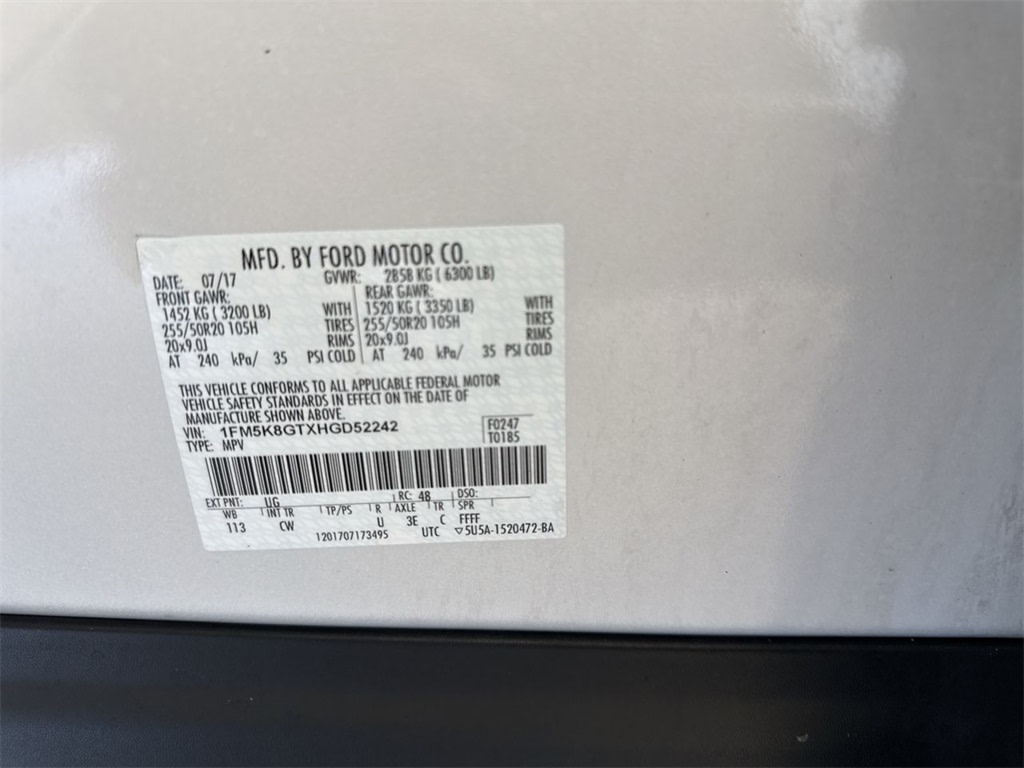 MFD. BY FORD MOTOR CO.
DATE: 07/17 GVWR: 2858 KG ( 6300 LB)
FRONT GAWR: REAR GAWR:
1452 KG ( 3200 LB) WITH 1520 KG ( 3350 LB) WITH
255/50R20 105H TIRES 255/50R20 105H TIRES
20x9.0J RIMS 20x9.0J RIMS
AT 240 kPa/ 35 PSI COLD AT 240 kPa/ 35 PSI COLD
THIS VEHICLE CONFORMS TO ALL APPLICABLE FEDERAL MOTOR
VEHICLE SAFETY STANDARDS IN EFFECT ON THE DATE OF
MANUFACTURE SHOWN ABOVE.
VIN: 1FM5K8GTXHGD52242 F0247
TYPE: MPV T0185
EXT PNT: UG RC: 48 DSO:
WB INT TR TP/PS R AXLE TR SPR
113 CW U 3E C FFFF
1201707173495 UTC ▽5U5A-1520472-BA